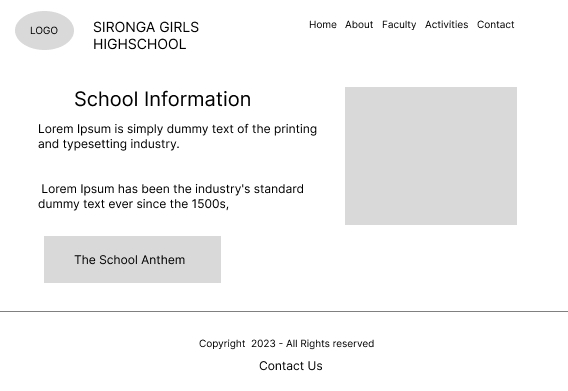 LOGO
SIRONGA GIRLS
HIGHSCHOOL
Home About Faculty Activities Contact
School Information
Lorem Ipsum is simply dummy text of the printing
and typesetting industry.
Lorem Ipsum has been the industry's standard
dummy text ever since the 1500s,
The School Anthem
Copyright 2023 - All Rights reserved
Contact Us